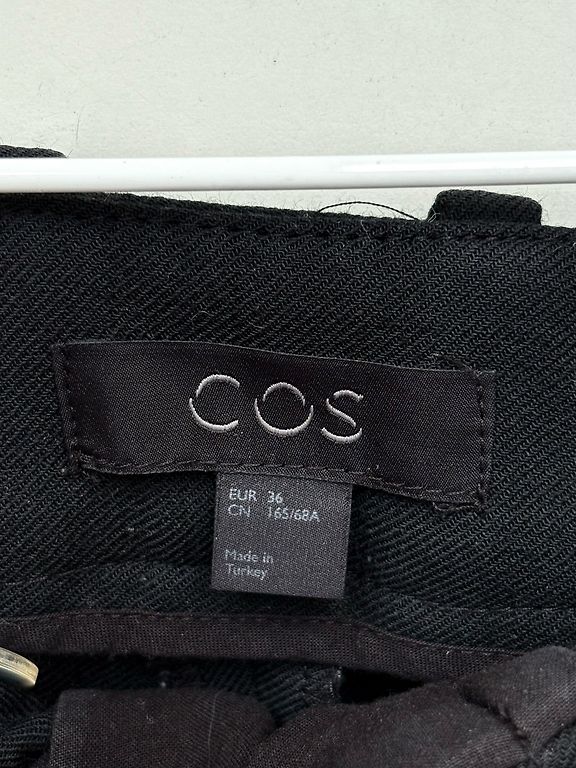 COS
EUR 36
CN 165/68A
Made in
Turkey